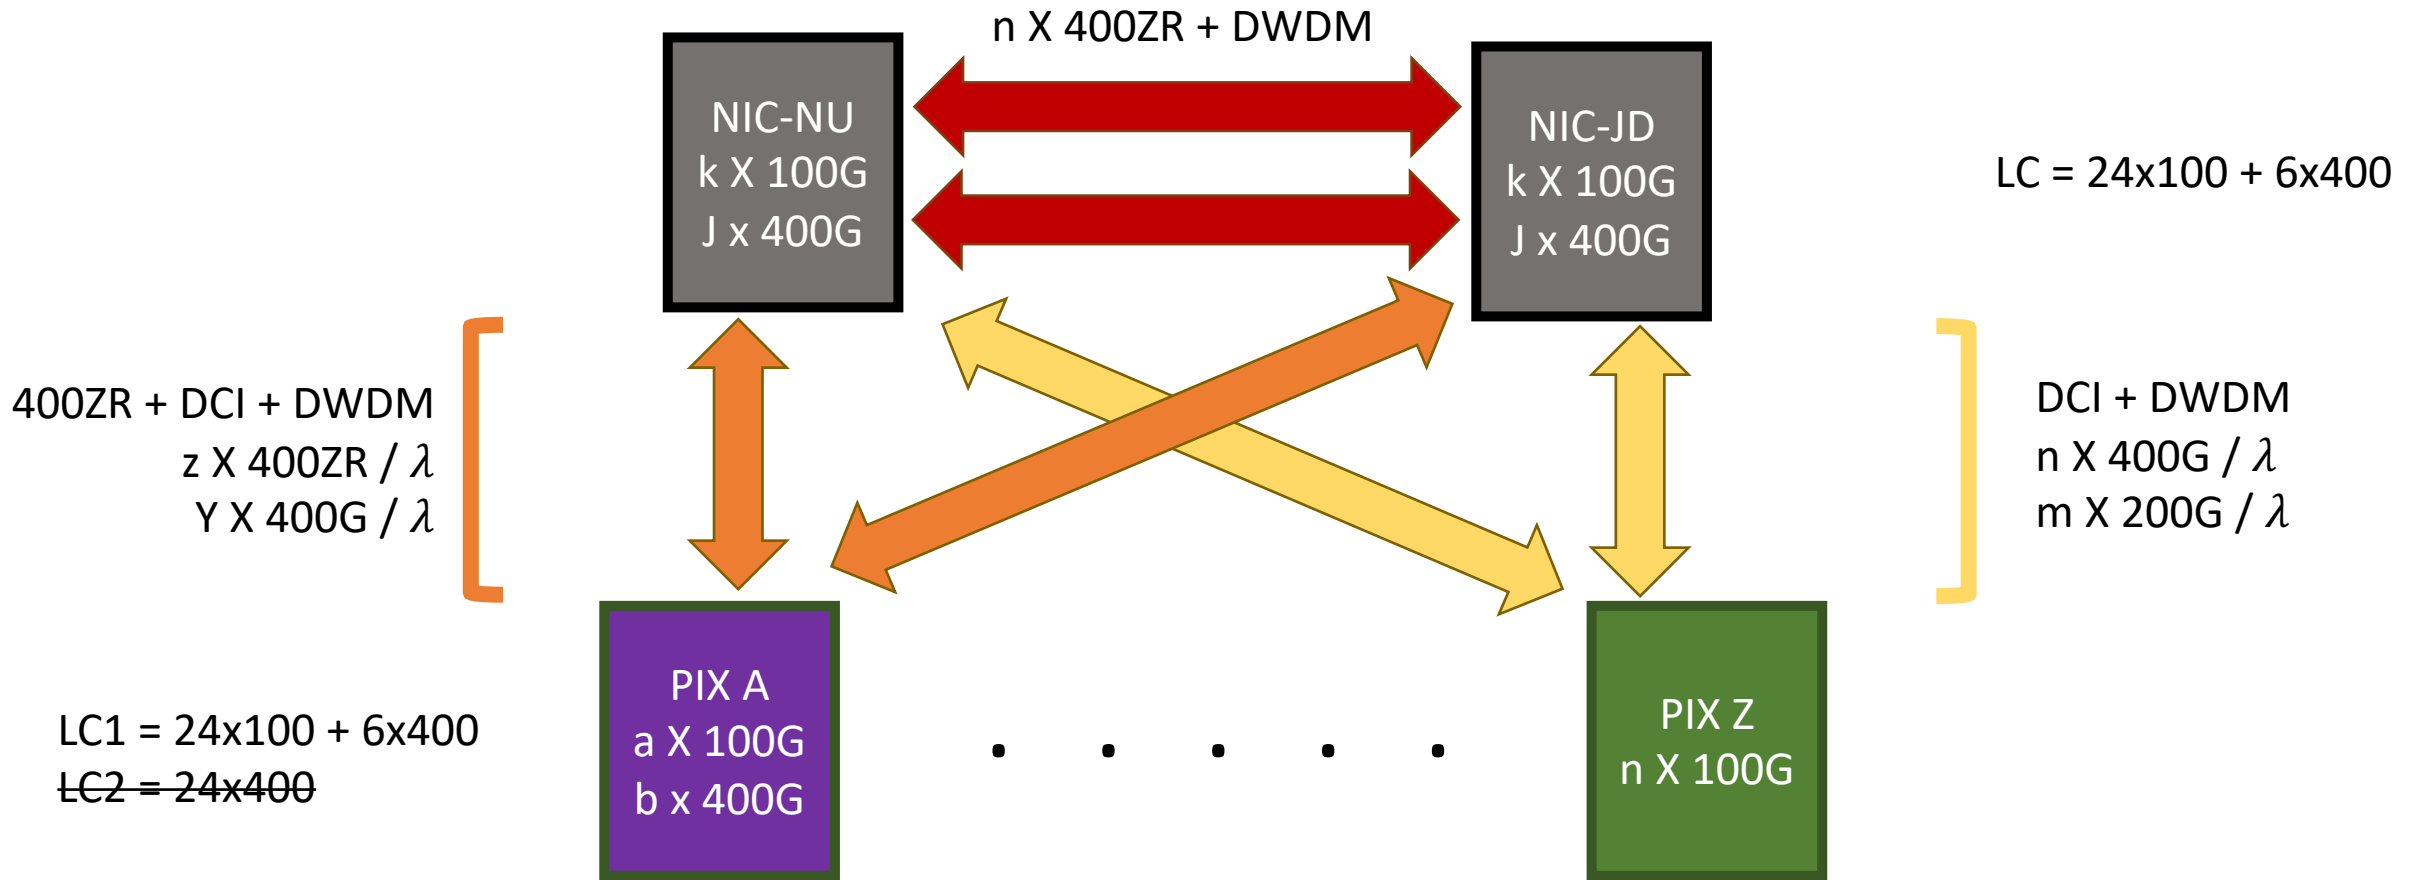 n X 400ZR + DWDM
NIC-NU
k X 100G
J x 400G
NIC-JD
k X 100G
J x 400G
LC = 24x100 + 6x400
400ZR + DCI + DWDM
z X 400ZR / λ
Y X 400G / λ
DCI + DWDM
n X 400G / λ
m X 200G / λ
LC1 = 24x100 + 6x400
LC2 = 24x400
PIX A
a X 100G
b x 400G
. . . . .
PIX Z
n X 100G